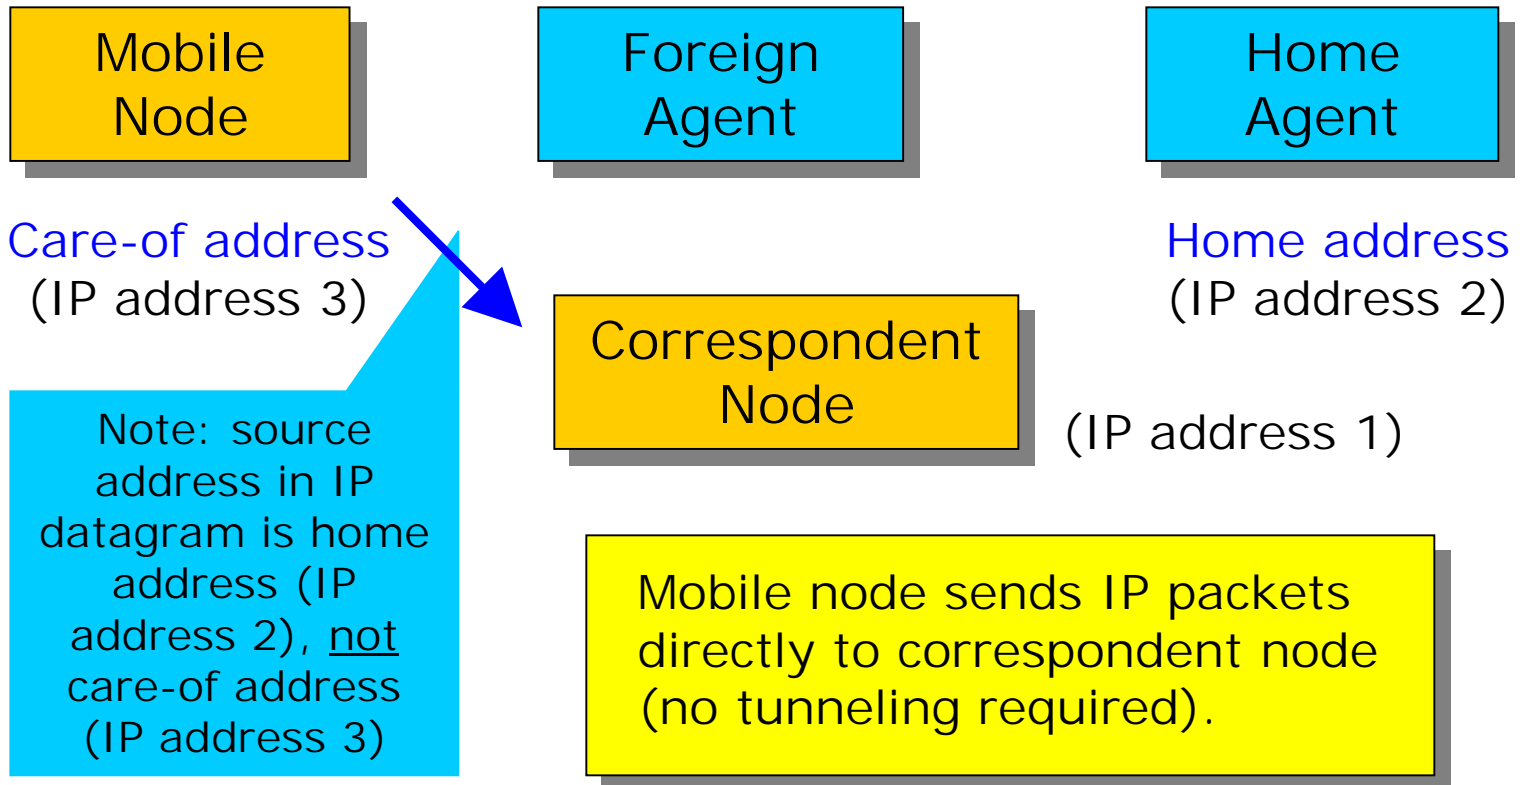 Mobile
Node
Foreign
Agent
Home
Agent
Care-of address
(IP address 3)
Home address
(IP address 2)
Correspondent
Node
(IP address 1)
Note: source
address in IP
datagram is home
address (IP
address 2), not
care-of address
(IP address 3)
Mobile node sends IP packets
directly to correspondent node
(no tunneling required).